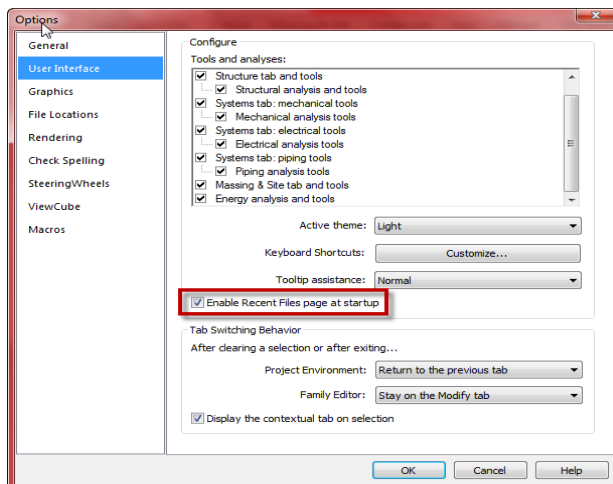 Options
General
User Interface
Graphics
File Locations
Rendering
Check Spelling
SteeringWheels
ViewCube
Macros
Configure
Tools and analyses:
Structure tab and tools
Structural analysis and tools
Systems tab: mechanical tools
Mechanical analysis tools
Systems tab: electrical tools
Electrical analysis tools
Systems tab: piping tools
Piping analysis tools
Massing & Site tab and tools
Energy analysis and tools
Active theme: Light
Keyboard Shortcuts: Customize...
Tooltip assistance: Normal
Enable Recent Files page at startup
Tab Switching Behavior
After clearing a selection or after exiting...
Project Environment: Return to the previous tab
Family Editor: Stay on the Modify tab
Display the contextual tab on selection
OK Cancel Help